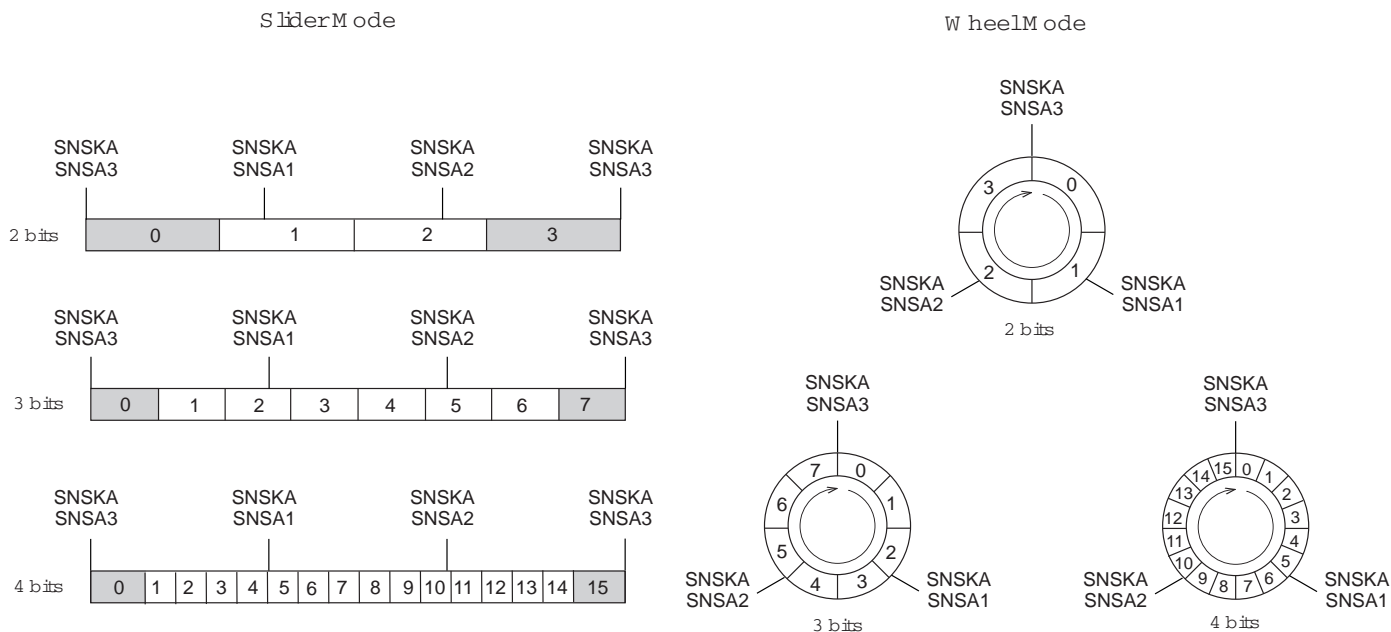 Slider Mode
SNSKA SNSKA SNSKA SNSKA
SNSA3 SNSA1 SNSA2 SNSA3
2 bits 0 1 2 3
SNSKA SNSKA SNSKA SNSKA
SNSA3 SNSA1 SNSA2 SNSA3
3 bits 0 1 2 3 4 5 6 7
SNSKA SNSKA SNSKA SNSKA
SNSA3 SNSA1 SNSA2 SNSA3
4 bits 0 1 2 3 4 5 6 7 8 9 10 11 12 13 14 15
Wheel Mode
SNSKA
SNSA3
3 0
2 1
SNSKA
SNSA2
SNSKA
SNSA1
2 bits
SNSKA
SNSA3
7 0
6 1
5 2
4 3
SNSKA
SNSA2
SNSKA
SNSA1
3 bits
SNSKA
SNSA3
15 0
14 1
13 2
12 3
11 4
10 5
9 6
8 7
SNSKA
SNSA2
SNSKA
SNSA1
4 bits